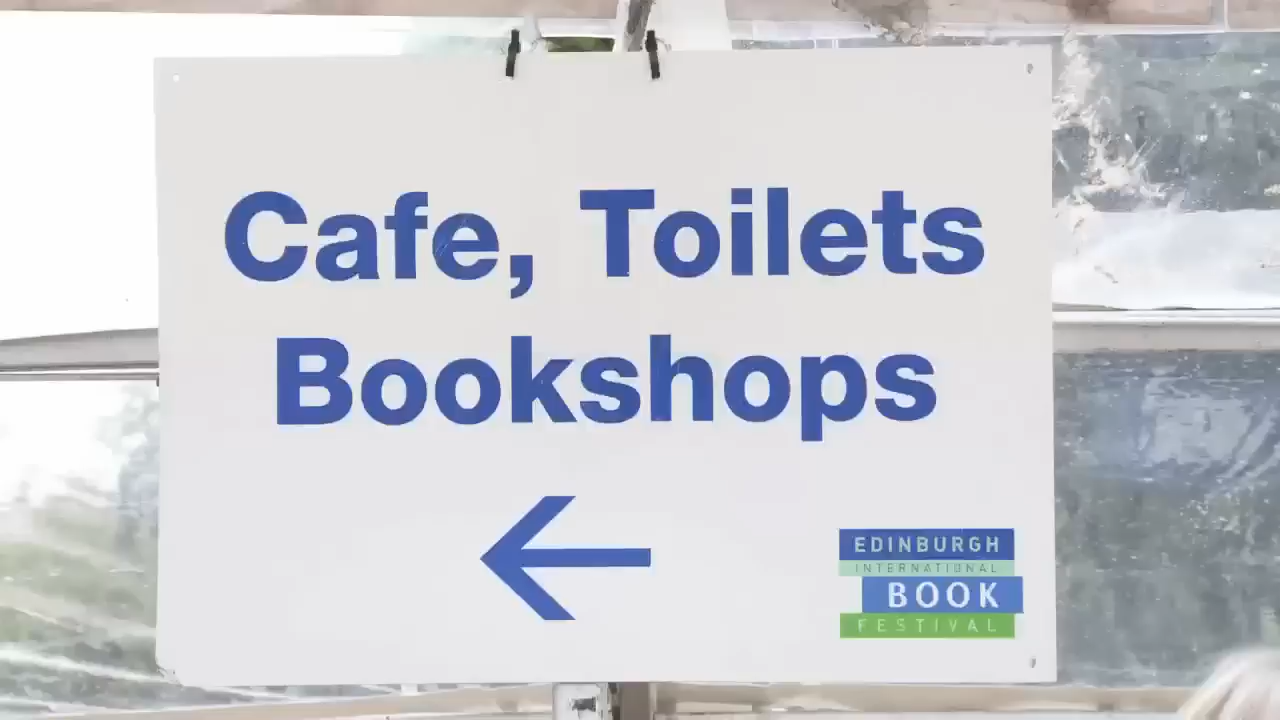 Cafe, Toilets
Bookshops
EDINBURGH
INTERNATIONAL
BOOK
FESTIVAL